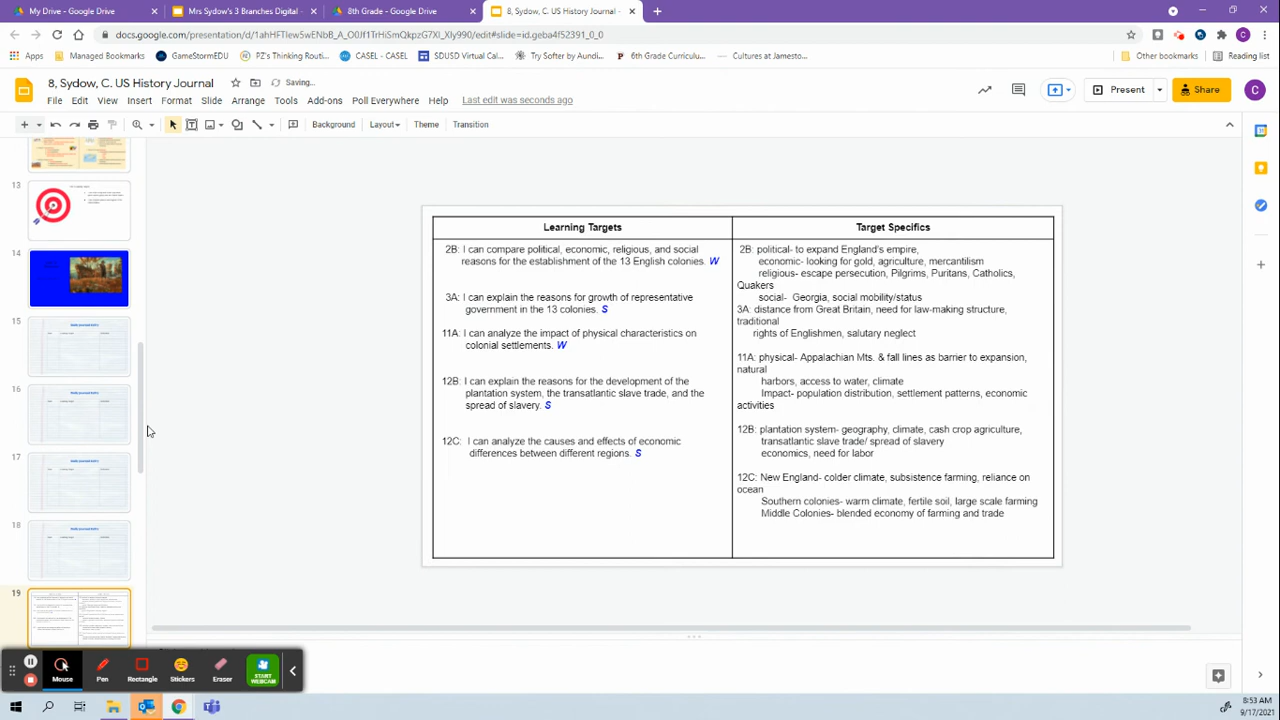 My Drive - Google Drive
Mrs Sydow's 3 Branches Digital -
8th Grade - Google Drive
8, Sydow, C. US History Journal -
docs.google.com/presentation/d/1ahHFTIew5wENbB_A_O0Jf1TrHiSmQkpzG7XI_Xly990/edit#slide=id.geba4f52391_0_0
Apps
Managed Bookmarks
GameStormEDU
PZ's Thinking Routi...
CASEL - CASEL
SDUSD Virtual Cal...
Try Softer by Aundi...
6th Grade Curriculu...
Cultures at Jamesto...
Other bookmarks
Reading list
8, Sydow, C. US History Journal
Saving...
File Edit View Insert Format Slide Arrange Tools Add-ons Poll Everywhere Help Last edit was seconds ago
Present
Share
C
Background Layout Theme Transition
13
14
15
16
17
18
19
Learning Targets
2B: I can compare political, economic, religious, and social
reasons for the establishment of the 13 English colonies. W
3A: I can explain the reasons for growth of representative
government in the 13 colonies. S
11A: I can analyze the impact of physical characteristics on
colonial settlements. W
12B: I can explain the reasons for the development of the
plantation system, the transatlantic slave trade, and the
spread of slavery. S
12C: I can analyze the causes and effects of economic
differences between different regions. S
Target Specifics
2B: political- to expand England's empire,
economic- looking for gold, agriculture, mercantilism
religious- escape persecution, Pilgrims, Puritans, Catholics,
Quakers
social- Georgia, social mobility/status
3A: distance from Great Britain, need for law-making structure,
traditional
rights of Englishmen, salutary neglect
11A: physical- Appalachian Mts. & fall lines as barrier to expansion,
natural
harbors, access to water, climate
Impact- population distribution, settlement patterns, economic
activities
12B: plantation system- geography, climate, cash crop agriculture,
transatlantic slave trade/ spread of slavery
economics, need for labor
12C: New England- colder climate, subsistence farming, reliance on
ocean
Southern colonies- warm climate, fertile soil, large scale farming
Middle Colonies- blended economy of farming and trade
Mouse
Pen
Rectangle
Stickers
Eraser
START
WEBCAM
8:53 AM
9/17/2021